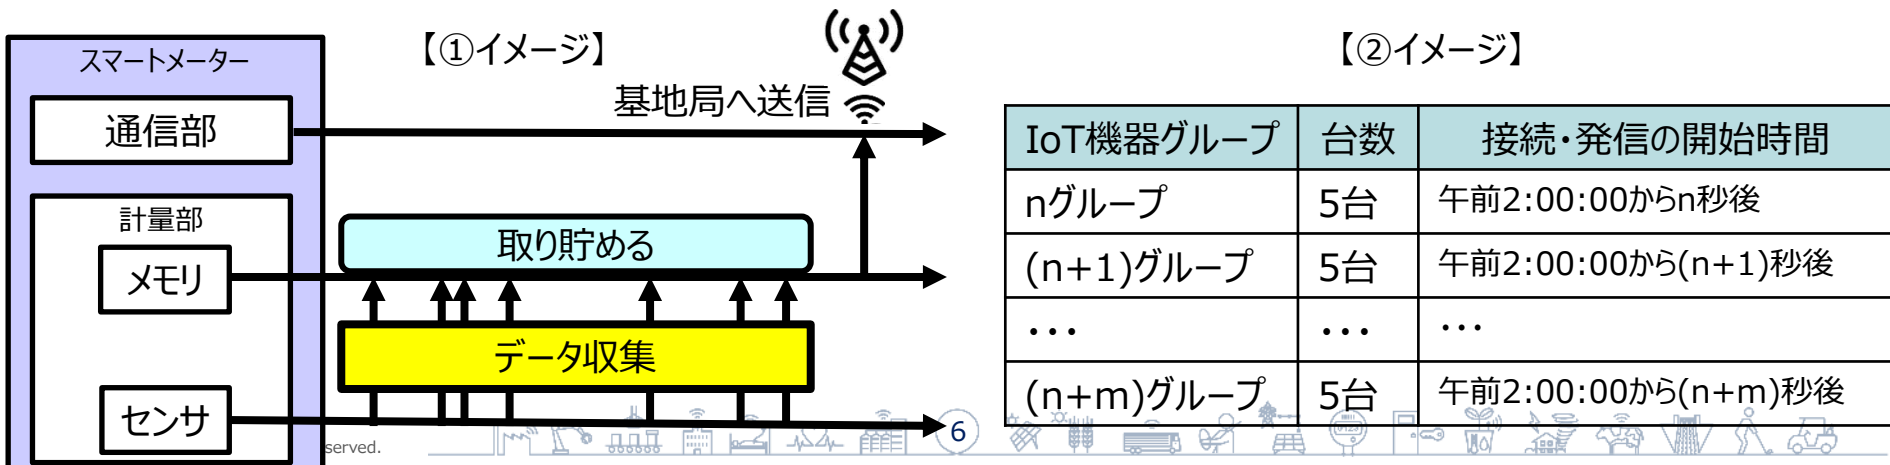 【①イメージ】
スマートメーター
通信部
計量部
メモリ
センサ
基地局へ送信
取り貯める
データ収集
【②イメージ】
IoT機器グループ 台数 接続・発信の開始時間
nグループ 5台 午前2:00:00からn秒後
(n+1)グループ 5台 午前2:00:00から(n+1)秒後
・・・ ・・・ ・・・
(n+m)グループ 5台 午前2:00:00から(n+m)秒後
served.
6